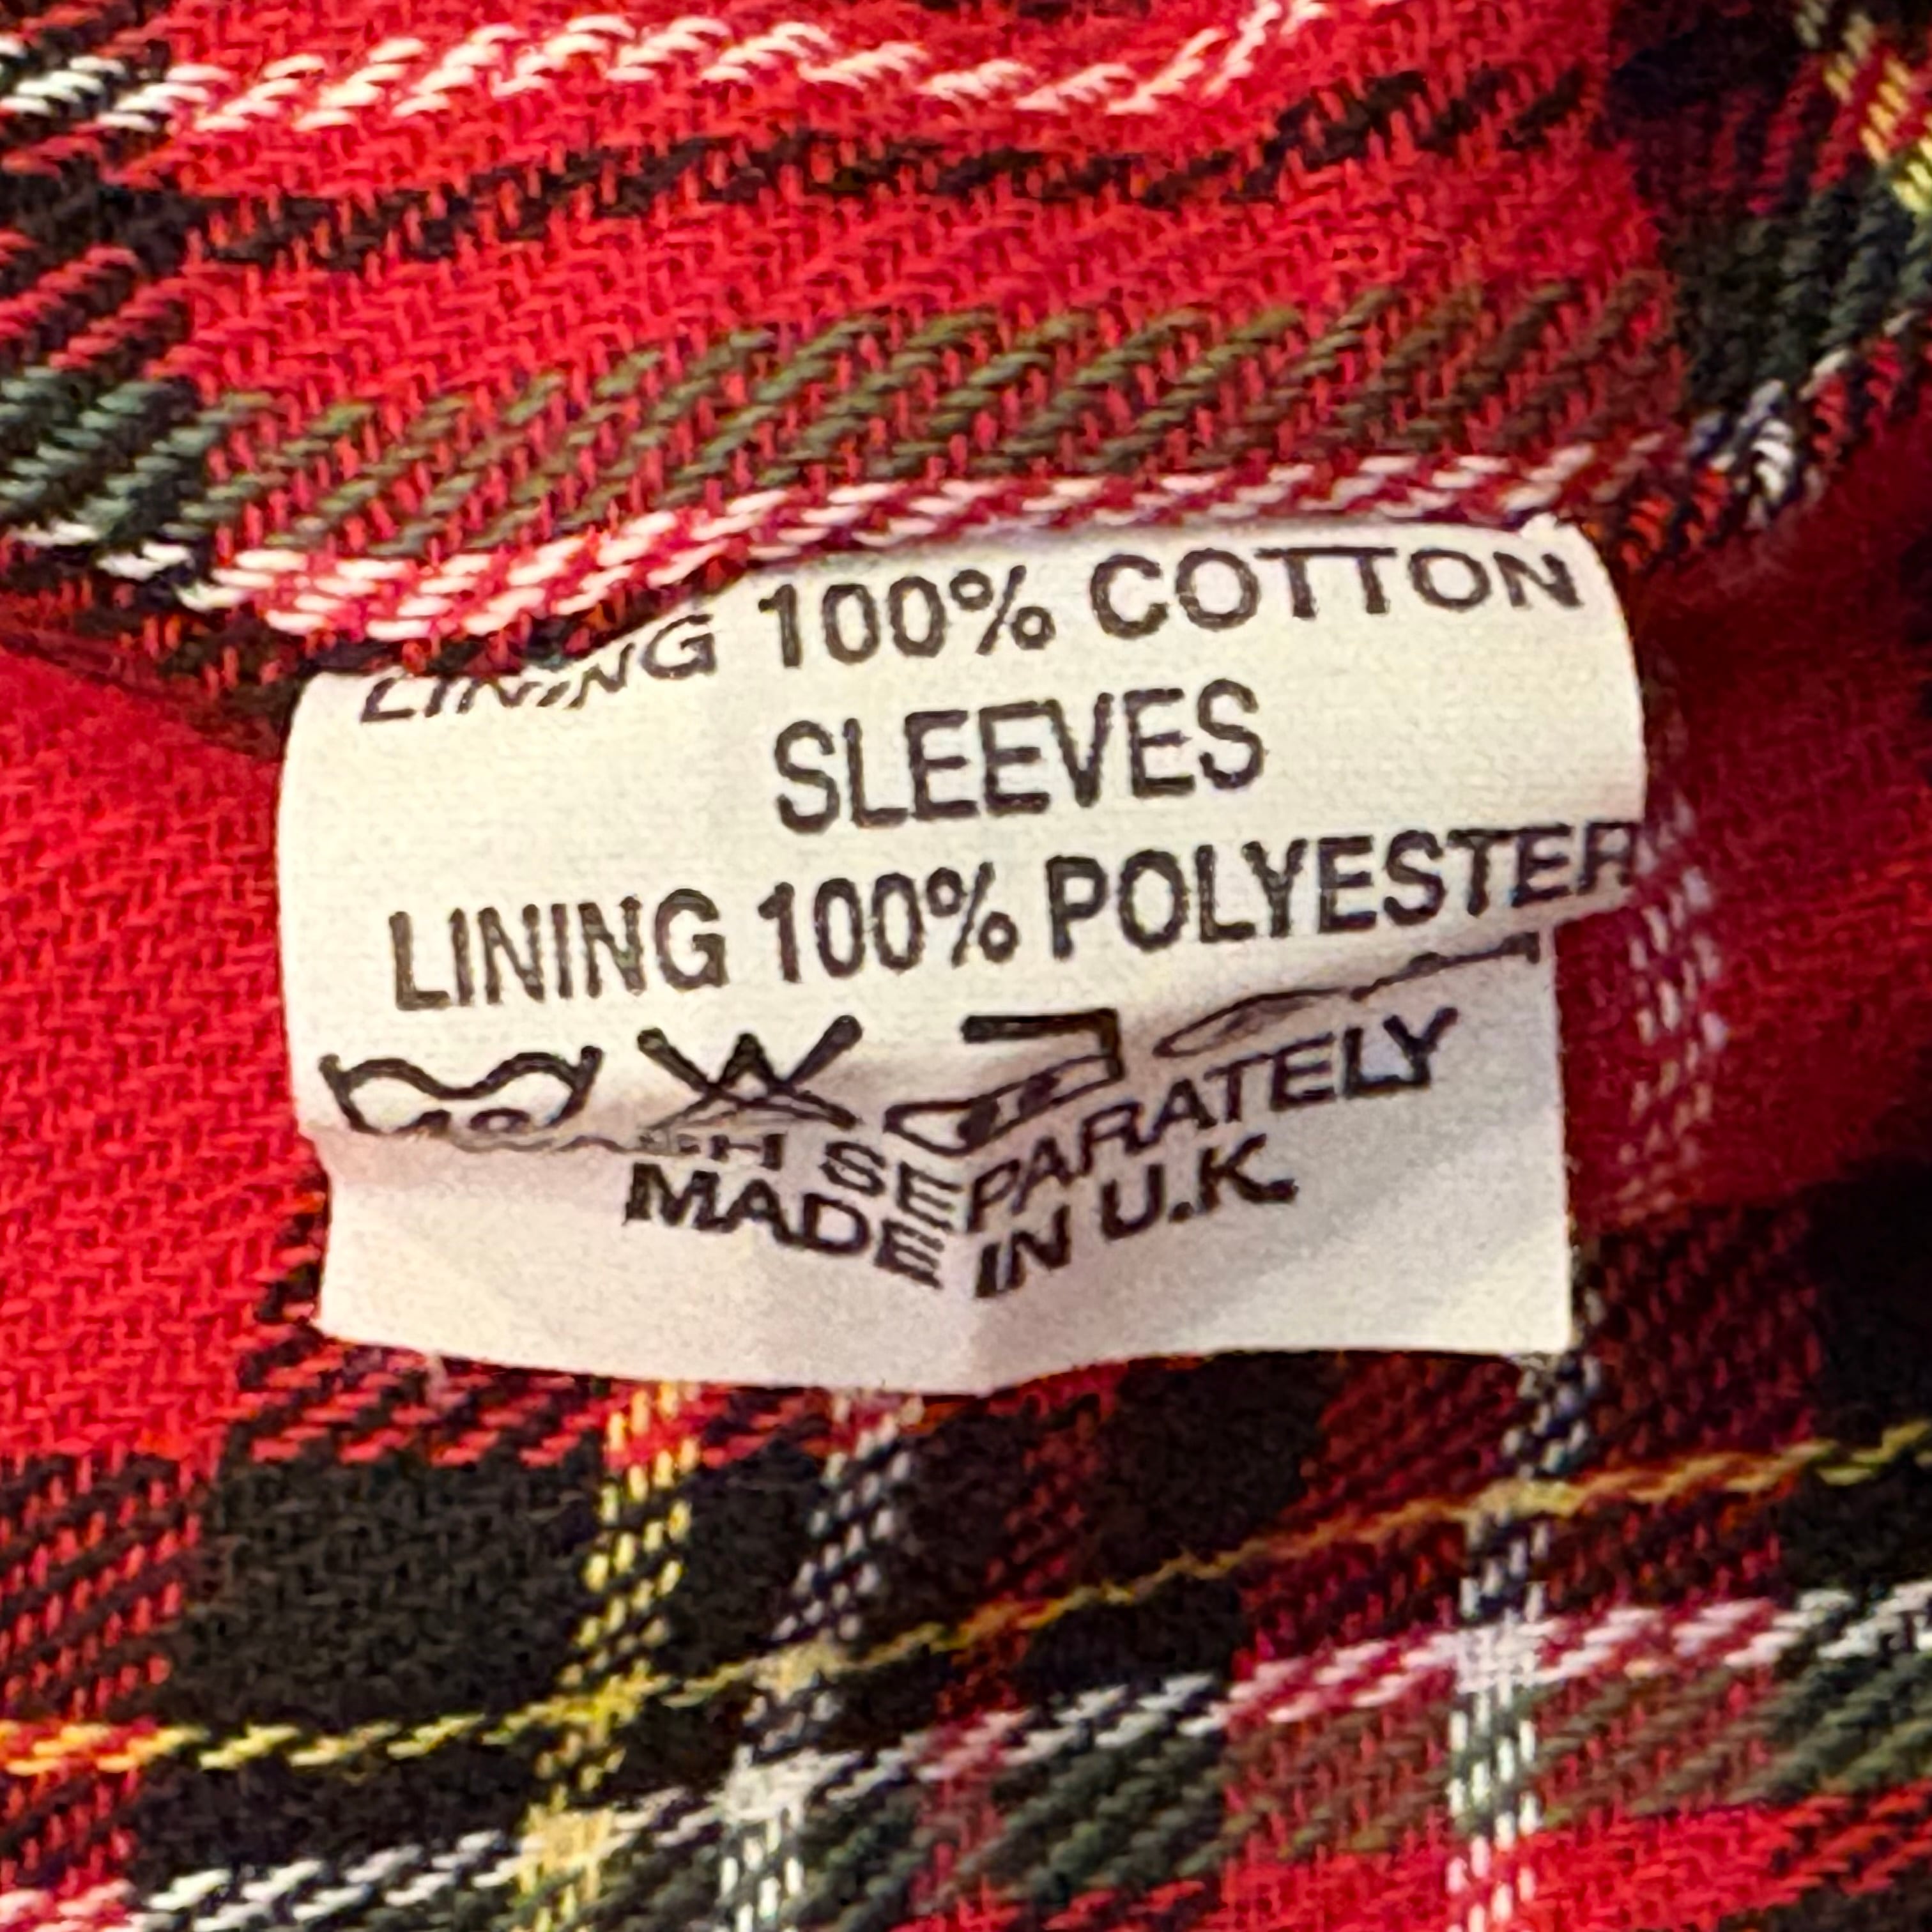 LINING 100% COTTON
SLEEVES
LINING 100% POLYESTER
SEPARATELY
MADE IN U.K.